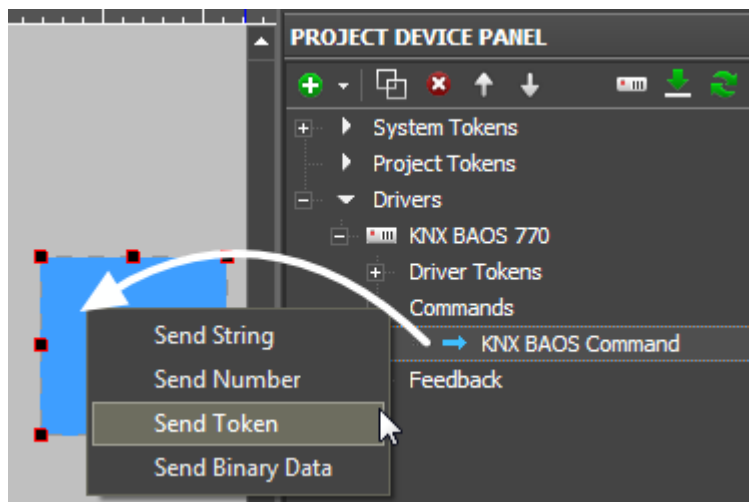 PROJECT DEVICE PANEL
System Tokens
Project Tokens
Drivers
KNX BAOS 770
Driver Tokens
Commands
KNX BAOS Command
Feedback
Send String
Send Number
Send Token
Send Binary Data